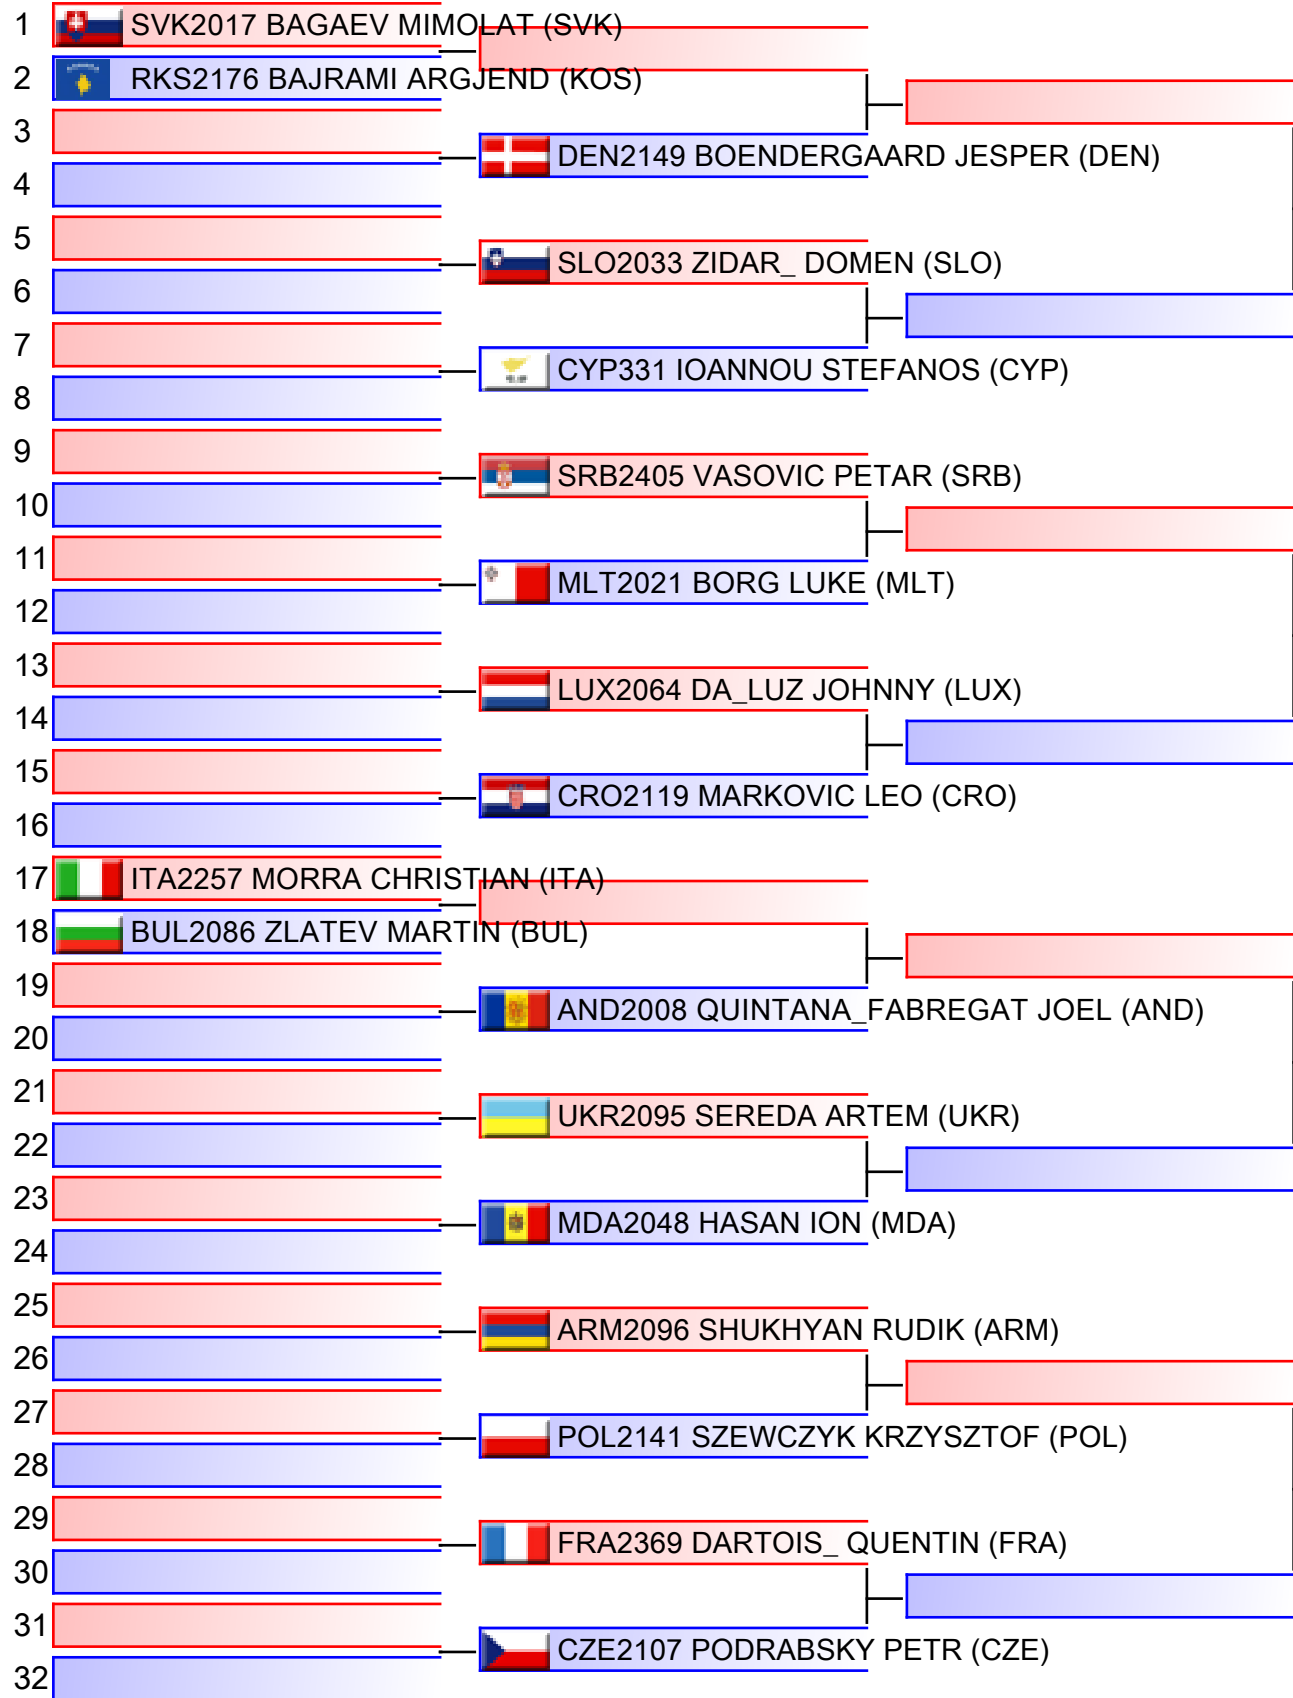 1 SVK2017 BAGAEV MIMOLAT (SVK)
2 RKS2176 BAJRAMI ARGJEND (KOS)
3
DEN2149 BOENDERGAARD JESPER (DEN)
4
5
SLO2033 ZIDAR_ DOMEN (SLO)
6
7
CYP331 IOANNOU STEFANOS (CYP)
8
9
SRB2405 VASOVIC PETAR (SRB)
10
11
MLT2021 BORG LUKE (MLT)
12
13
LUX2064 DA_LUZ JOHNNY (LUX)
14
15
CRO2119 MARKOVIC LEO (CRO)
16
17 ITA2257 MORRA CHRISTIAN (ITA)
18 BUL2086 ZLATEV MARTIN (BUL)
19
AND2008 QUINTANA_FABREGAT JOEL (AND)
20
21
UKR2095 SEREDA ARTEM (UKR)
22
23
MDA2048 HASAN ION (MDA)
24
25
ARM2096 SHUKHYAN RUDIK (ARM)
26
27
POL2141 SZEWCZYK KRZYSZTOF (POL)
28
29
FRA2369 DARTOIS_ QUENTIN (FRA)
30
31
CZE2107 PODRABSKY PETR (CZE)
32